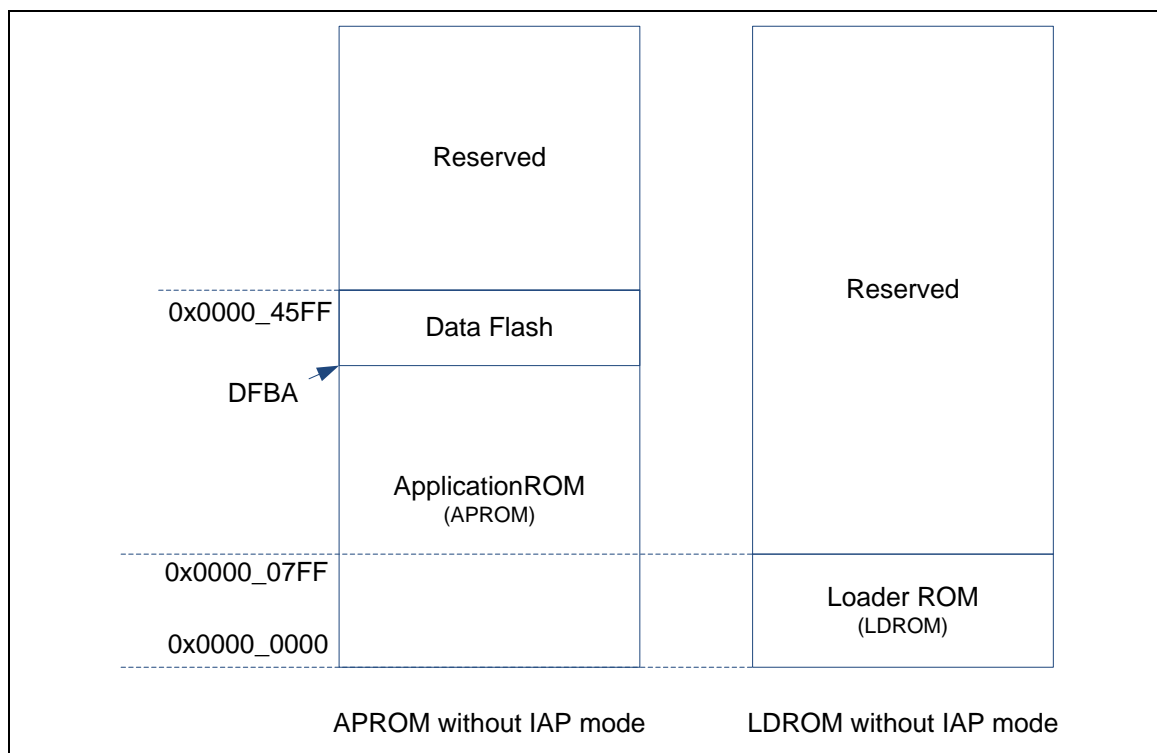 Reserved
Reserved
0x0000_45FF
Data Flash
DFBA
ApplicationROM
(APROM)
0x0000_07FF
Loader ROM
(LDROM)
0x0000_0000
APROM without IAP mode
LDROM without IAP mode